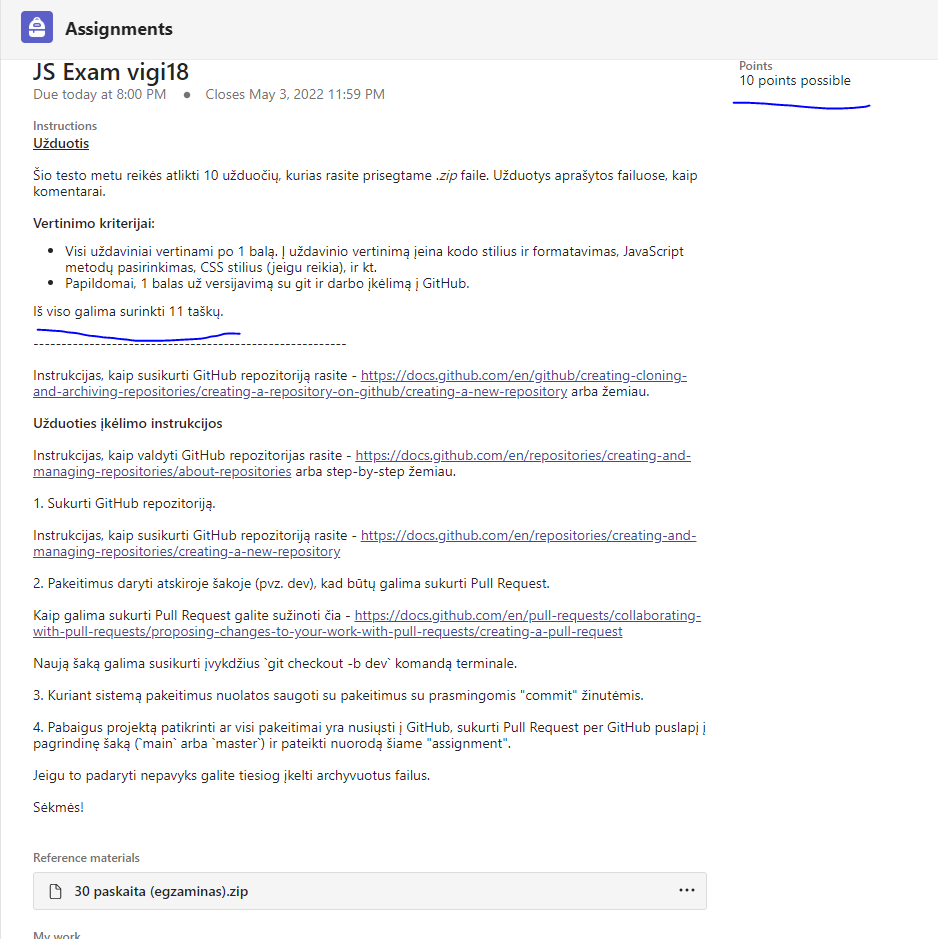 Assignments
JS Exam vigi18
Due today at 8:00 PM • Closes May 3, 2022 11:59 PM
Points
10 points possible
Instructions
Užduotis
Šio testo metu reikės atlikti 10 užduočių, kurias rasite prisegtame .zip faile. Užduotys aprašytos failuose, kaip
komentarai.
Vertinimo kriterijai:
• Visi uždaviniai vertinami po 1 balą. Į uždavinio vertinimą įeina kodo stilius ir formatavimas, JavaScript
metodų pasirinkimas, CSS stilius (jeigu reikia), ir kt.
• Papildomai, 1 balas už versijavimą su git ir darbo įkėlimą į GitHub.
Iš viso galima surinkti 11 taškų.
---------------------------------------------------------
Instrukcijas, kaip susikurti GitHub repozitoriją rasite - https://docs.github.com/en/github/creating-cloning-
and-archiving-repositories/creating-a-repository-on-github/creating-a-new-repository arba žemiau.
Užduoties įkėlimo instrukcijos
Instrukcijas, kaip valdyti GitHub repozitorijas rasite - https://docs.github.com/en/repositories/creating-and-
managing-repositories/about-repositories arba step-by-step žemiau.
1. Sukurti GitHub repozitoriją.
Instrukcijas, kaip susikurti GitHub repozitoriją rasite - https://docs.github.com/en/repositories/creating-and-
managing-repositories/creating-a-new-repository
2. Pakeitimus daryti atskiroje šakoje (pvz. dev), kad būtų galima sukurti Pull Request.
Kaip galima sukurti Pull Request galite sužinoti čia - https://docs.github.com/en/pull-requests/collaborating-
with-pull-requests/proposing-changes-to-your-work-with-pull-requests/creating-a-pull-request
Naują šaką galima susikurti įvykdžius `git checkout -b dev` komandą terminale.
3. Kuriant sistemą pakeitimus nuolatos saugoti su pakeitimus su prasmingomis "commit" žinutėmis.
4. Pabaigus projektą patikrinti ar visi pakeitimai yra nusiųsti į GitHub, sukurti Pull Request per GitHub puslapį į
pagrindinę šaką (`main` arba `master`) ir pateikti nuorodą šiame "assignment".
Jeigu to padaryti nepavyks galite tiesiog įkelti archyvuotus failus.
Sėkmės!
Reference materials
30 paskaita (egzaminas).zip
My work